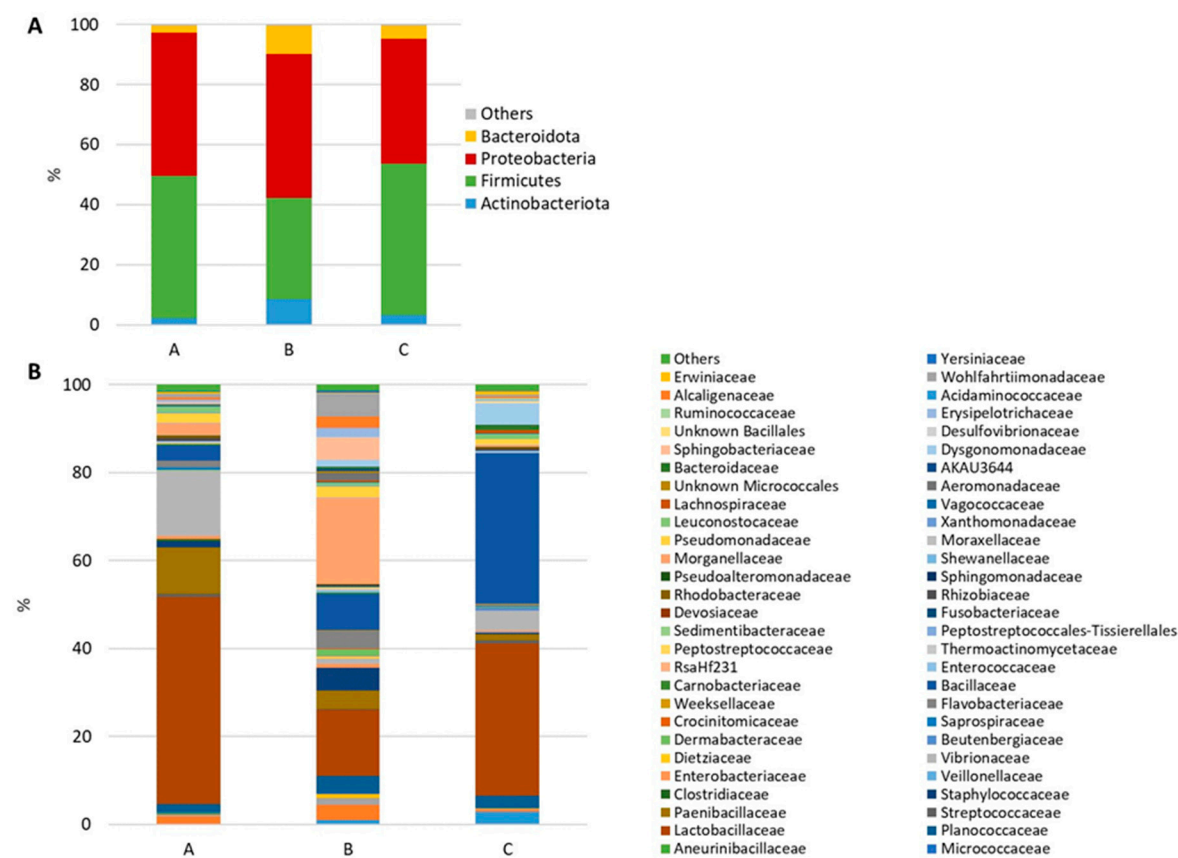 A
100
80
60
40
20
0
%
A B C
Others
Bacteroidota
Proteobacteria
Firmicutes
Actinobacteriota
B
100
80
60
40
20
0
%
A B C
Others Yersiniaceae
Erwiniaceae Wohlfahrtiimonadaceae
Alcaligenaceae Acidaminococcaceae
Ruminococcaceae Erysipelotrichaceae
Unknown Bacillales Desulfovibrionaceae
Sphingobacteriaceae Dysgonomonadaceae
Bacteroidaceae AKAU3644
Unknown Micrococcales Aeromonadaceae
Lachnospiraceae Vagococcaceae
Leuconostocaceae Xanthomonadaceae
Pseudomonadaceae Moraxellaceae
Morganellaceae Shewanellaceae
Pseudoalteromonadaceae Sphingomonadaceae
Rhodobacteraceae Rhizobiaceae
Devosiaceae Fusobacteriaceae
Sedimentibacteraceae Peptostreptococcales-Tissierellales
Peptostreptococcaceae Thermoactinomycetaceae
RsaHf231 Enterococcaceae
Carnobacteriaceae Bacillaceae
Weeksellaceae Flavobacteriaceae
Crocinitomicaceae Saprospiraceae
Dermabacteraceae Beutenbergiaceae
Dietziaceae Vibrionaceae
Enterobacteriaceae Veillonellaceae
Clostridiaceae Staphylococcaceae
Paenibacillaceae Streptococcaceae
Lactobacillaceae Planococcaceae
Aneurinibacillaceae Micrococcaceae